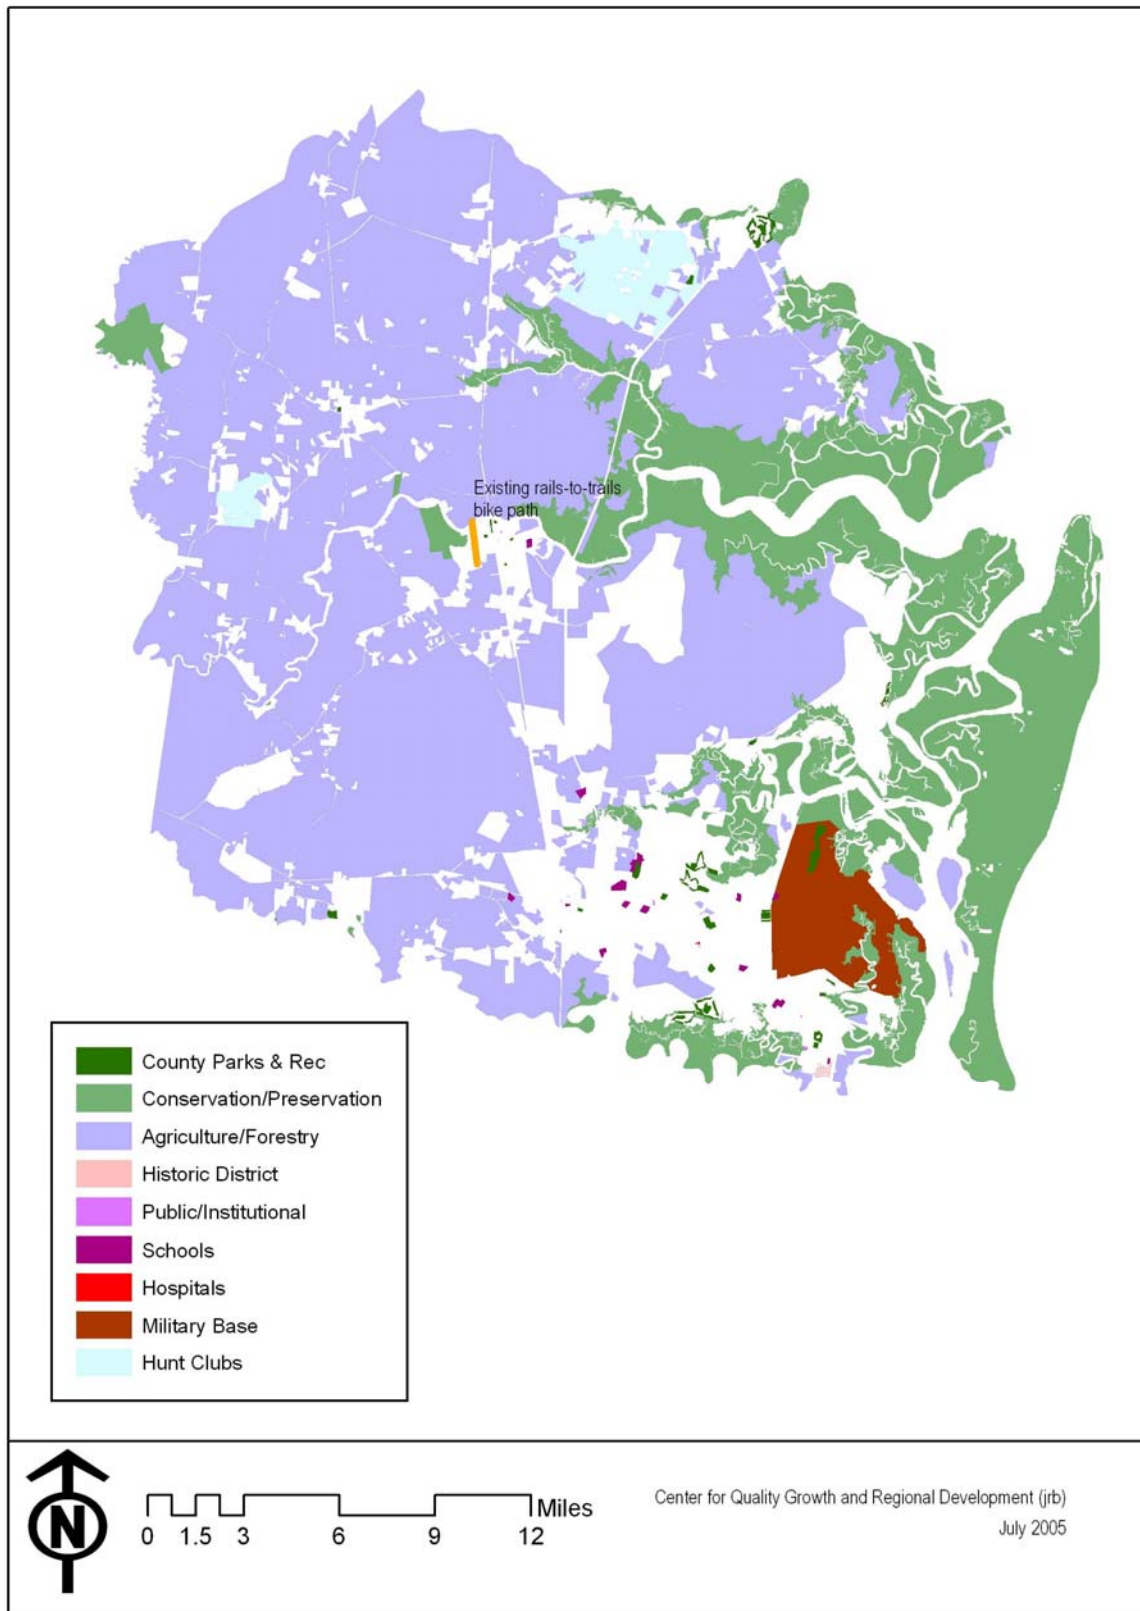 Existing rails-to-trails
bike path
County Parks & Rec
Conservation/Preservation
Agriculture/Forestry
Historic District
Public/Institutional
Schools
Hospitals
Military Base
Hunt Clubs
N
Miles
0 1.5 3 6 9 12
Center for Quality Growth and Regional Development (jrb)
July 2005